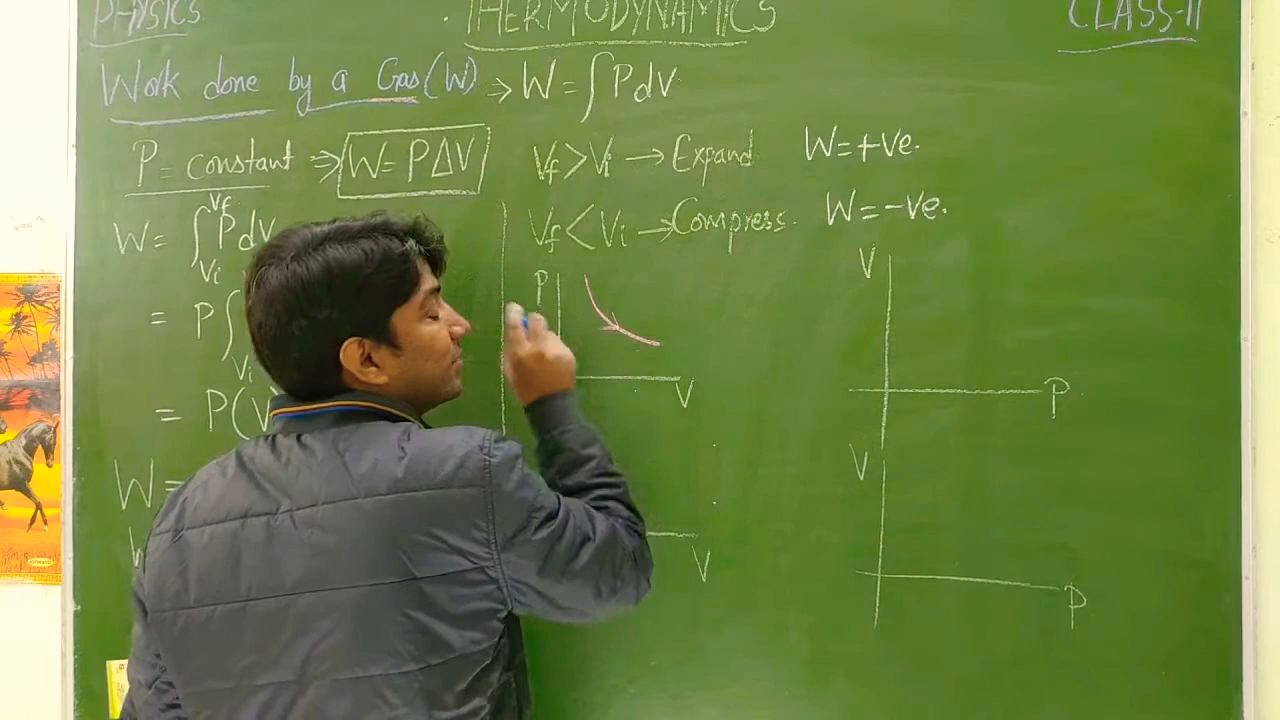 PHYSICS THERMODYNAMICS CLASS-11
Work done by a Gas (W) ⇒ W = ∫PdV
P = constant ⇒ W = PΔV
W = ∫ Vi Vf PdV
= P∫ Vi
= P(V
W =
Vf > Vi → Expand W = +ve.
Vf < Vi → Compress. W = -ve.
P
V
V
V
P
V
P